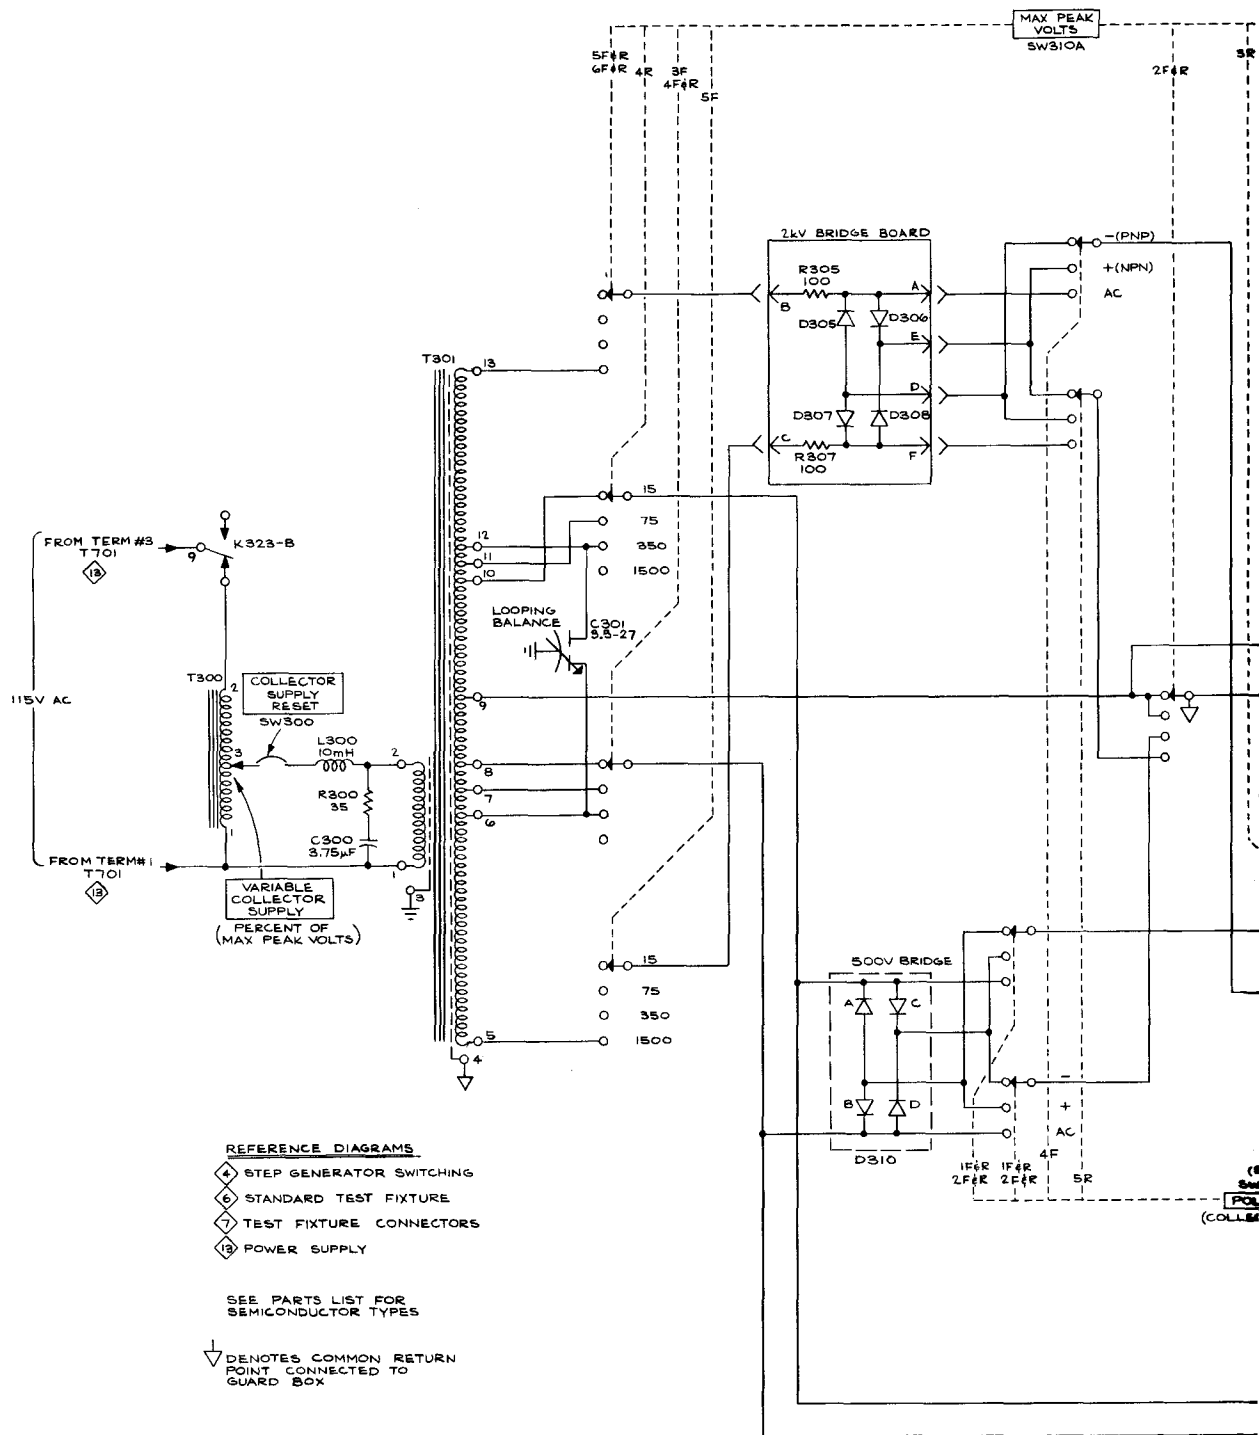 MAX PEAK
VOLTS
SW310A
5F&R
6F&R
4R
3F
4F&R
5F
2F&R
3R
2kV BRIDGE BOARD
R305
100
A
B
D305
D306
E
D
D307
D308
C
R307
100
F
-(PNP)
+(NPN)
AC
T301
13
12
11
10
9
8
7
6
5
4
15
75
350
1500
LOOPING
BALANCE
C301
FROM TERM #3
T701
13
9
K323-B
115V AC
T300
2
3
1
COLLECTOR
SUPPLY
RESET
SW300
L300
10mH
2
R300
35
C300
3.75µF
1
3
FROM TERM #1
T701
13
VARIABLE
COLLECTOR
SUPPLY
(PERCENT OF
MAX PEAK VOLTS)
15
75
350
1500
500V BRIDGE
A
C
B
D
D310
-
+
AC
1F&R
2F&R
1F&R
2F&R
4F
5R
(COLLE
REFERENCE DIAGRAMS
4 STEP GENERATOR SWITCHING
6 STANDARD TEST FIXTURE
7 TEST FIXTURE CONNECTORS
13 POWER SUPPLY
SEE PARTS LIST FOR
SEMICONDUCTOR TYPES
DENOTES COMMON RETURN
POINT CONNECTED TO
GUARD BOX